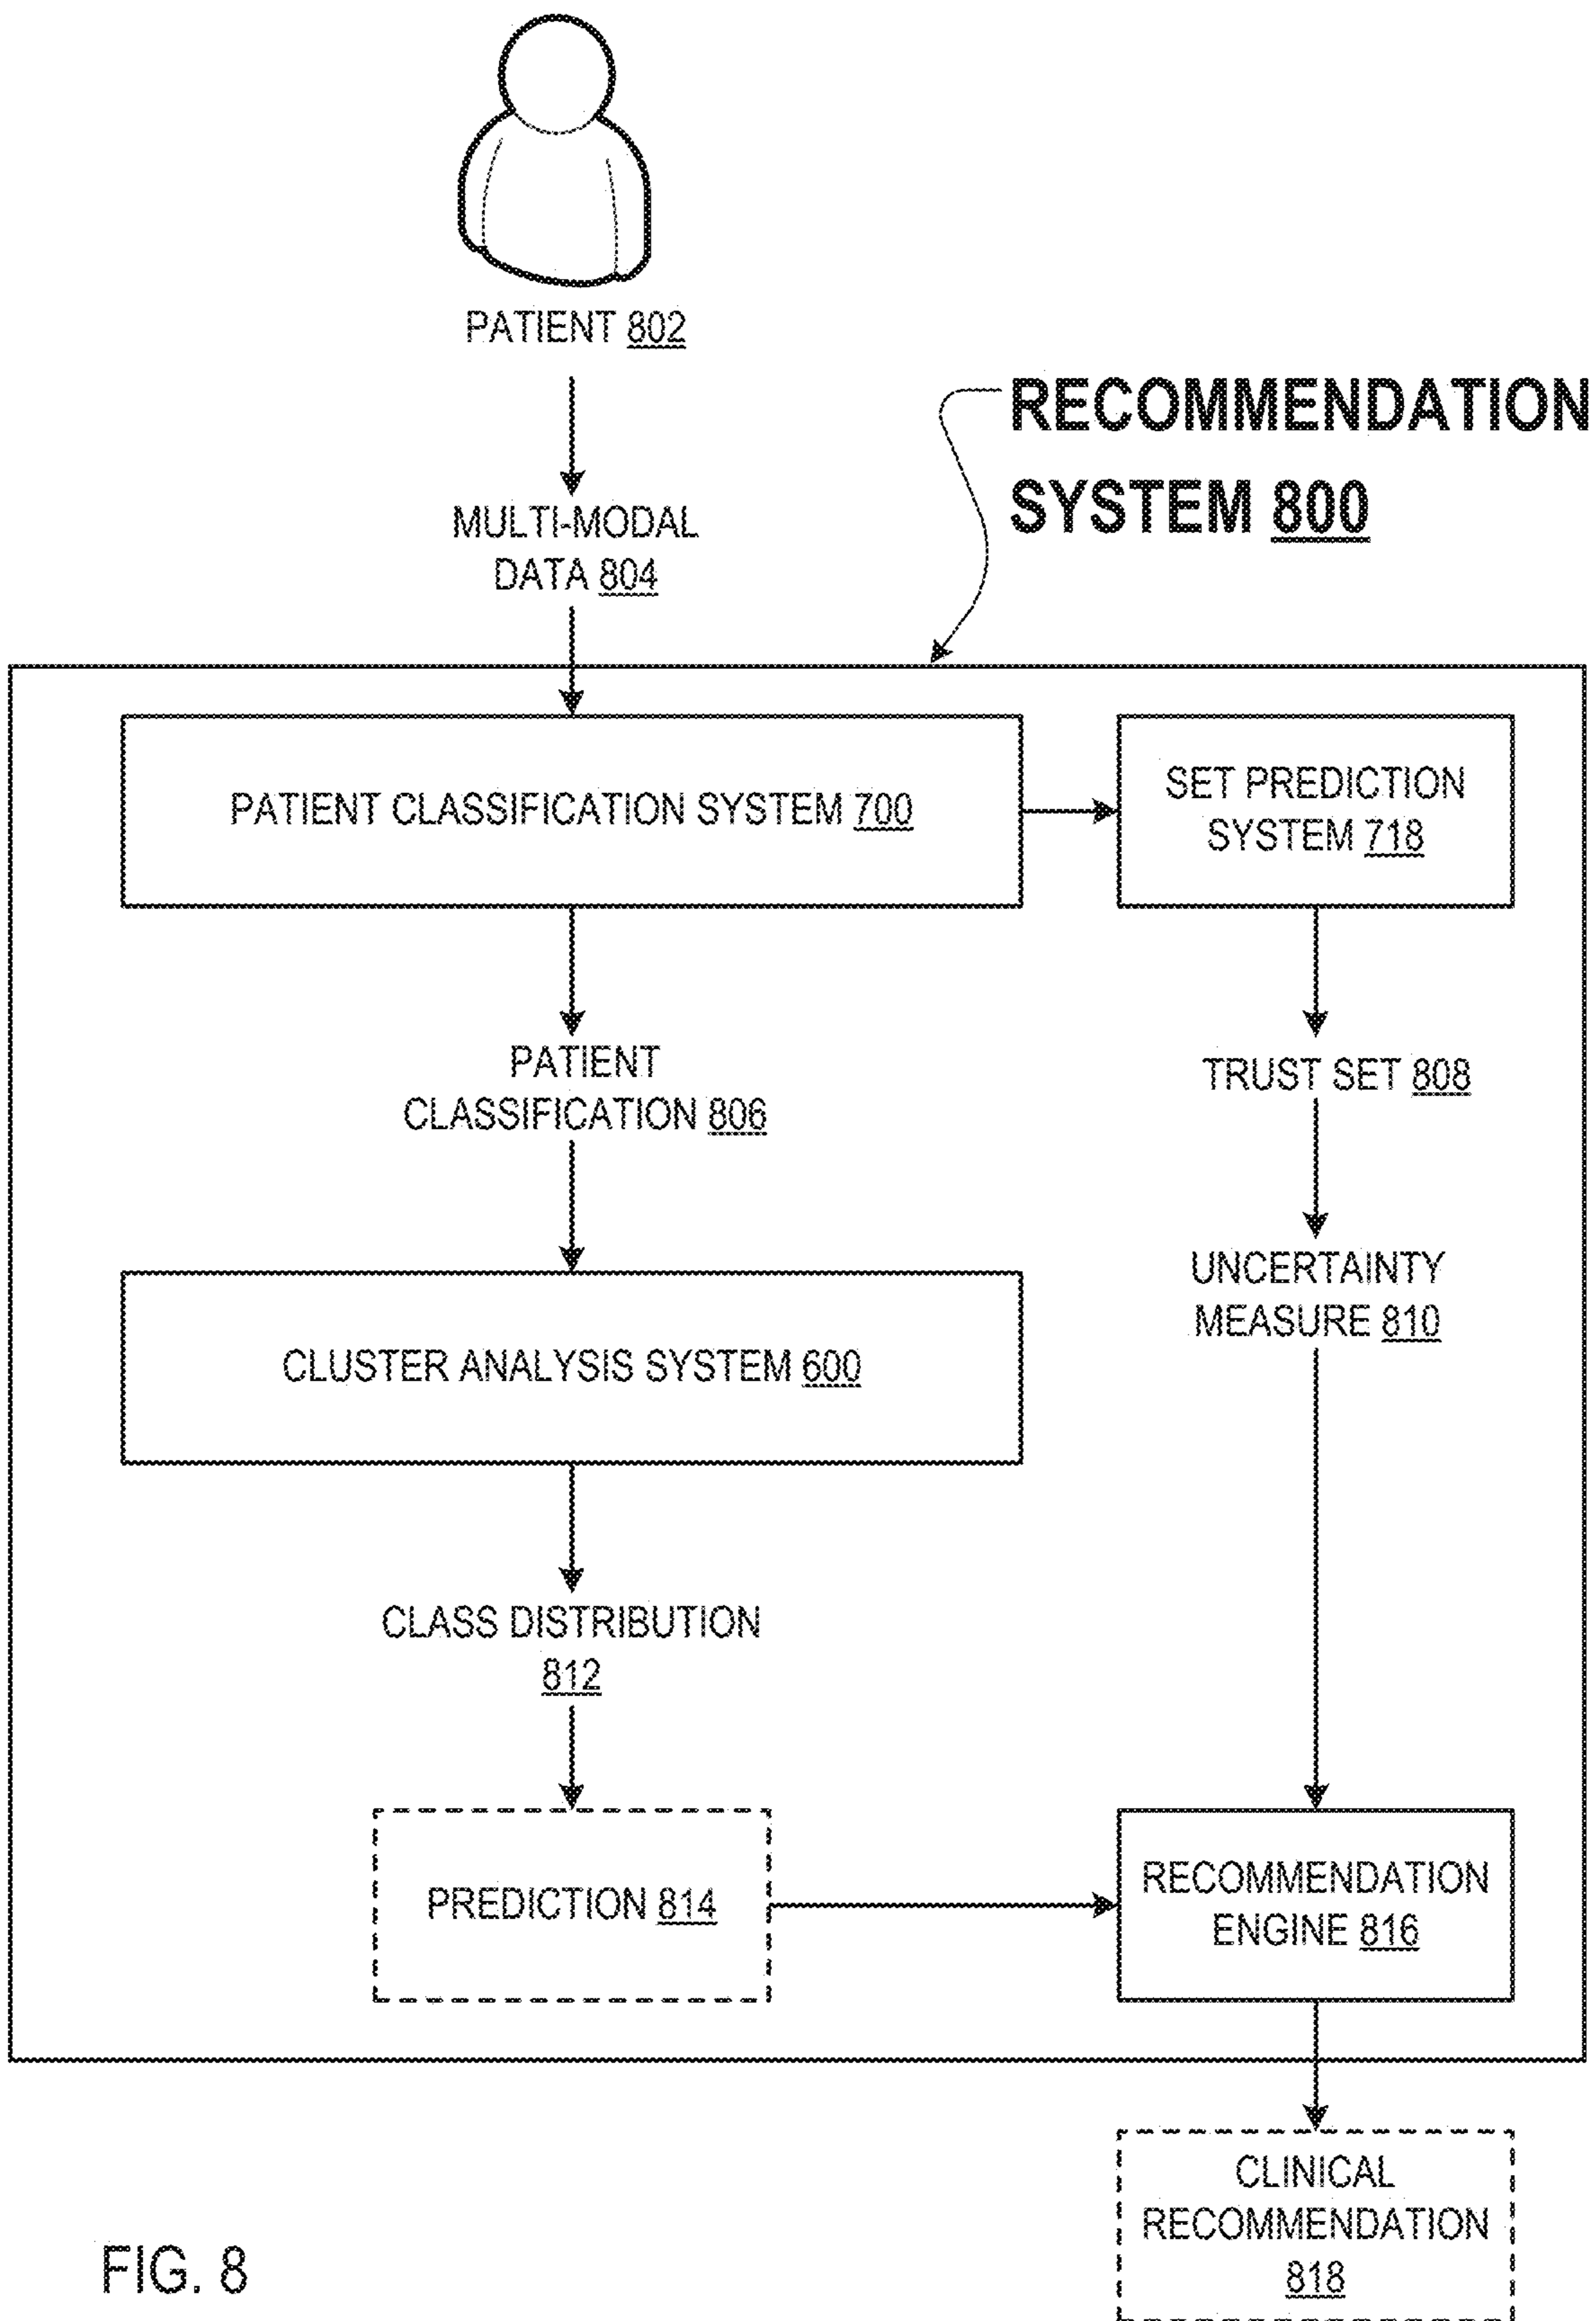 PATIENT 802
RECOMMENDATION
SYSTEM 800
MULTI-MODAL
DATA 804
PATIENT CLASSIFICATION SYSTEM 700
SET PREDICTION
SYSTEM 718
PATIENT
CLASSIFICATION 806
TRUST SET 808
UNCERTAINTY
MEASURE 810
CLUSTER ANALYSIS SYSTEM 600
CLASS DISTRIBUTION
812
PREDICTION 814
RECOMMENDATION
ENGINE 816
CLINICAL
RECOMMENDATION
818
FIG. 8